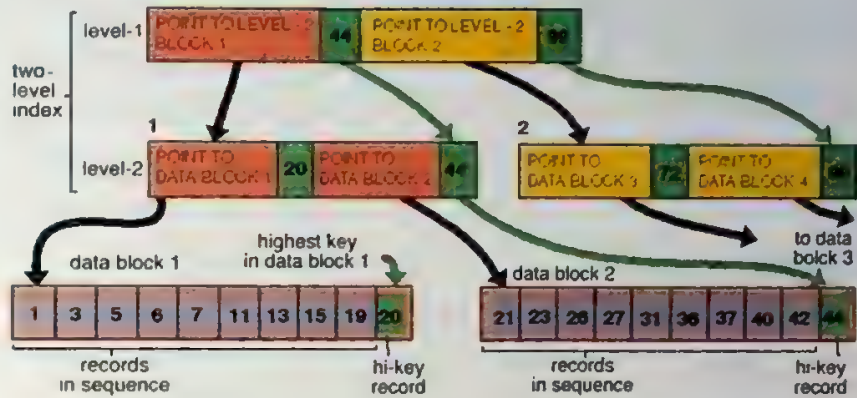 level-1
POINT TO LEVEL - 2 BLOCK 1
44
POINT TO LEVEL - 2 BLOCK 2
99
two-level index
1
2
level-2
POINT TO DATA BLOCK 1
20
POINT TO DATA BLOCK 2
44
POINT TO DATA BLOCK 3
72
POINT TO DATA BLOCK 4
to data bolck 3
data block 1
highest key in data block 1
data block 2
1 3 5 6 7 11 13 15 19 20
21 23 26 27 31 36 37 40 42 44
records in sequence
hi-key record
records in sequence
hi-key record